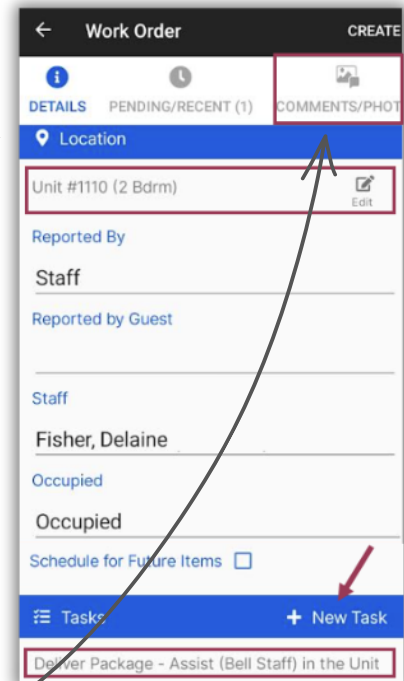 Work Order CREATE
DETAILS PENDING/RECENT (1) COMMENTS/PHOT
Location
Unit #1110 (2 Bdrm)
Edit
Reported By
Staff
Reported by Guest
Staff
Fisher, Delaine
Occupied
Occupied
Schedule for Future Items
Tasks + New Task
Deliver Package - Assist (Bell Staff) in the Unit